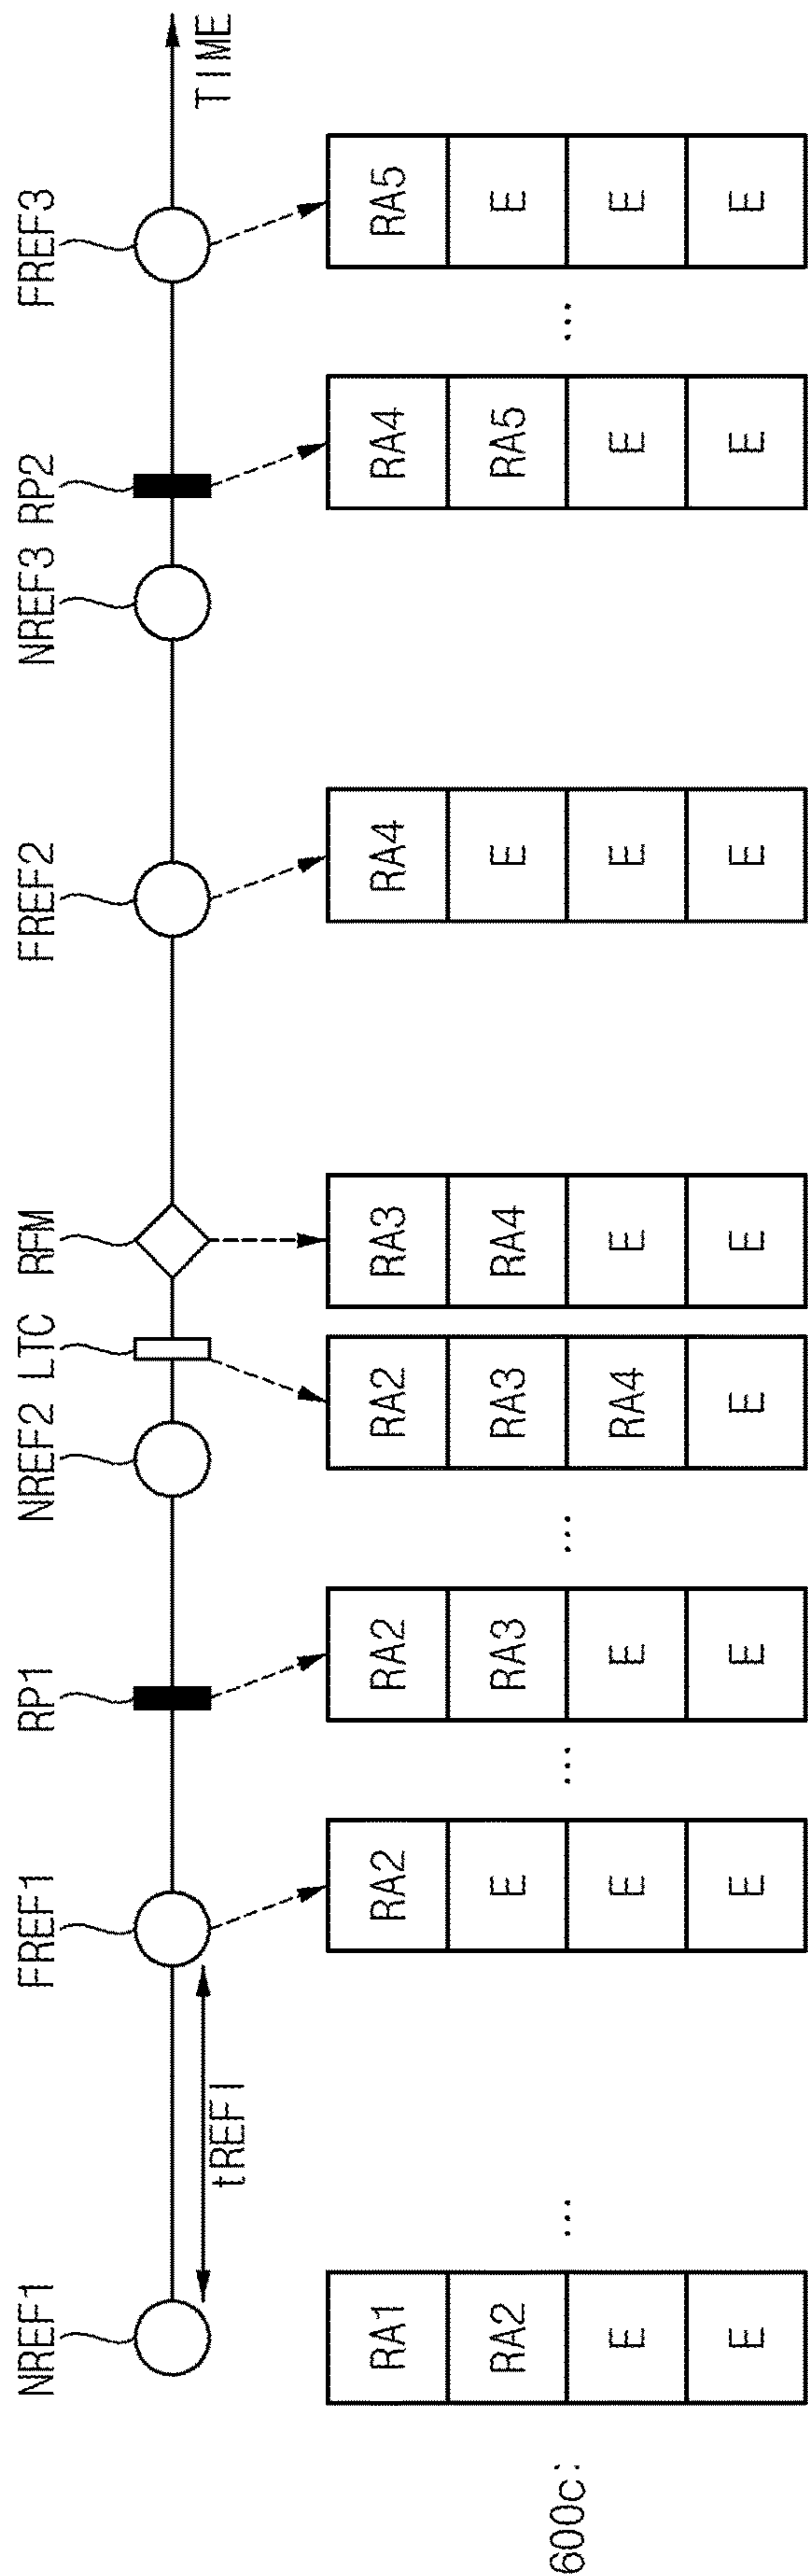 NREF1 FREF1 RP1 NREF2 LTC RFM FREF2 NREF3 RP2 FREF3
tREFI
TIME
600c:
RA1 RA2 RA2 RA2 RA3 RA4 RA4 RA5
RA2 E RA3 RA3 RA4 E RA5 E
E E E RA4 E E E E
E E E E E E E E
... ... ... ...